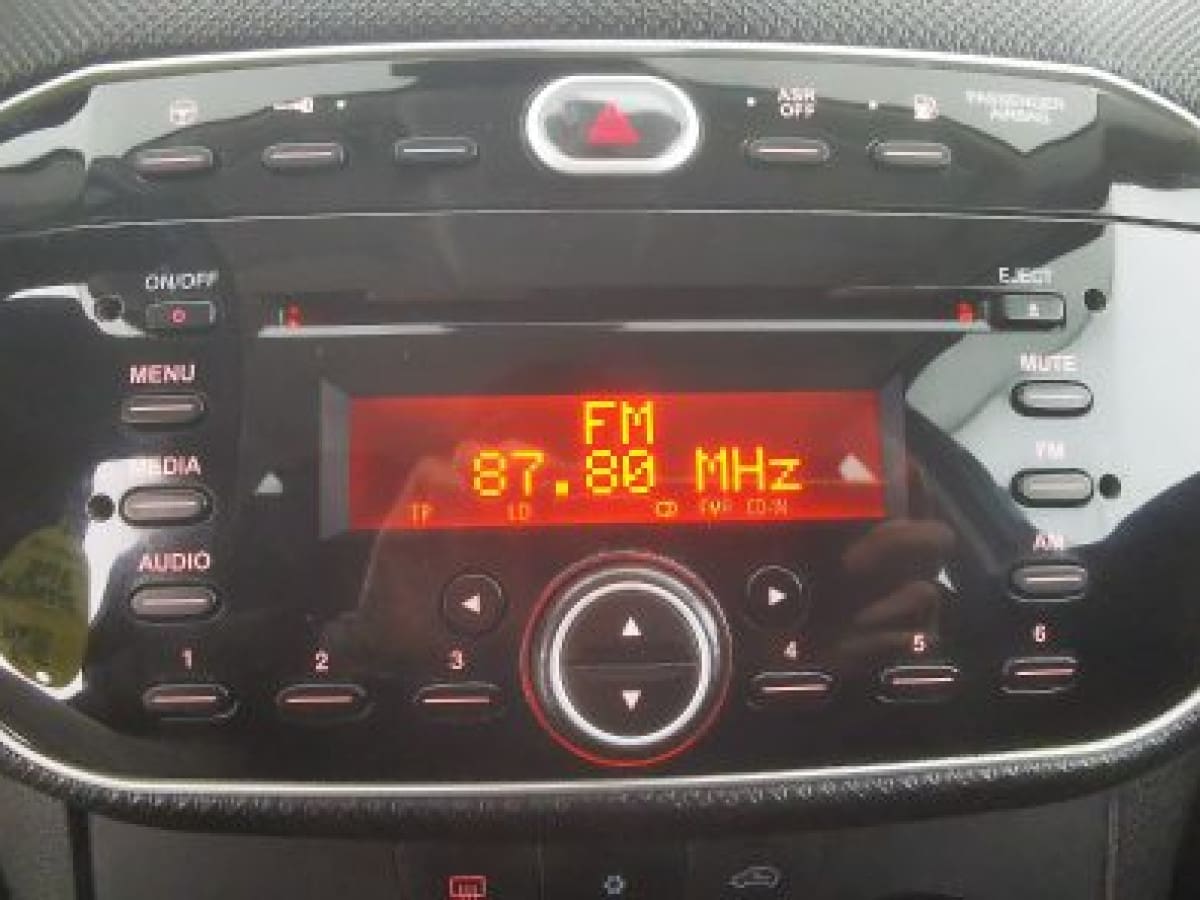 ASR
OFF
PASSENGER
AIRBAG
ON/OFF
EJECT
MENU
MUTE
FM
87.80 MHz
MEDIA
FM
TP LD CD
AUDIO
AM
1 2 3 4 5 6